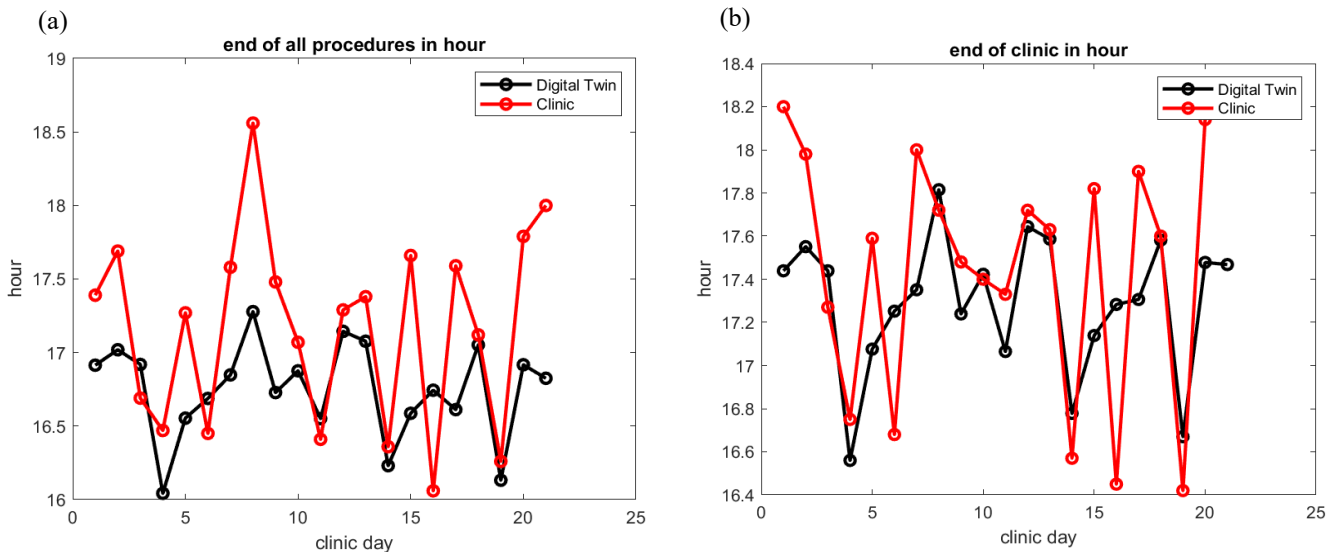 (a)
end of all procedures in hour
Digital Twin
Clinic
19
18.5
18
17.5
17
16.5
16
hour
0 5 10 15 20 25
clinic day
(b)
end of clinic in hour
Digital Twin
Clinic
18.4
18.2
18
17.8
17.6
17.4
17.2
17
16.8
16.6
16.4
hour
0 5 10 15 20 25
clinic day